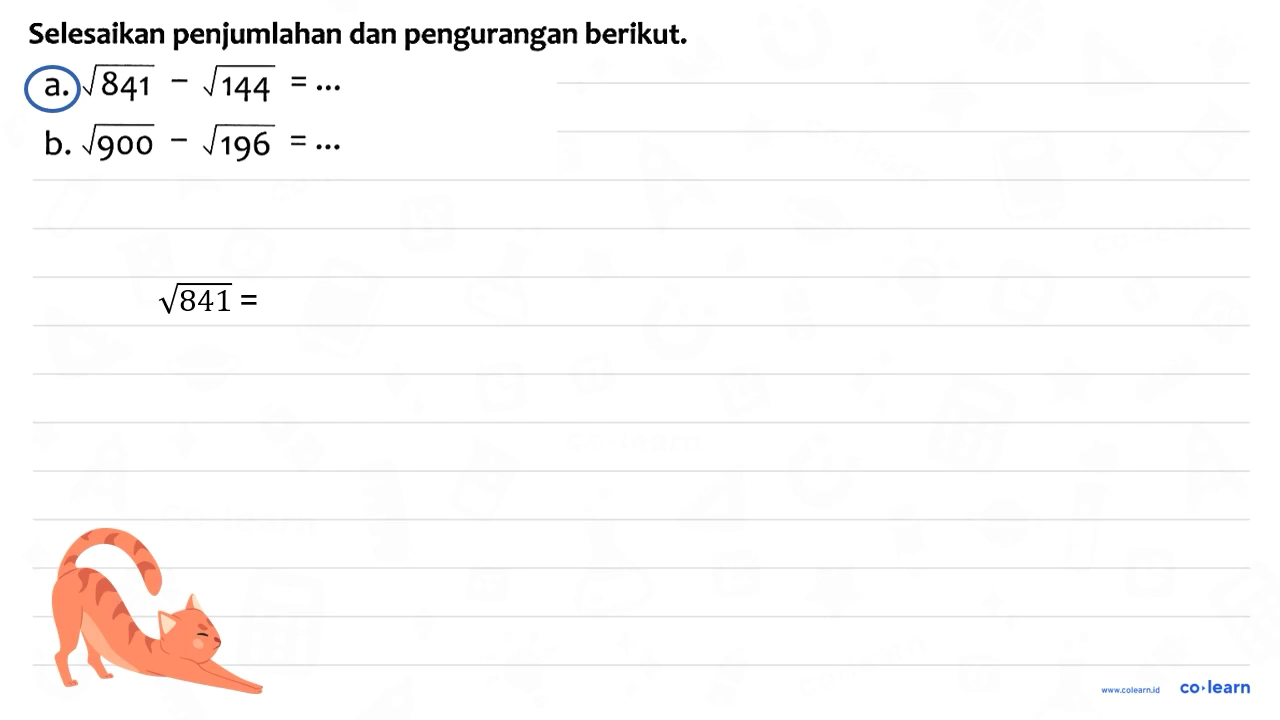 Selesaikan penjumlahan dan pengurangan berikut.
a. √841 − √144 = ...
b. √900 − √196 = ...
√841 =
www.colearn.id co·learn